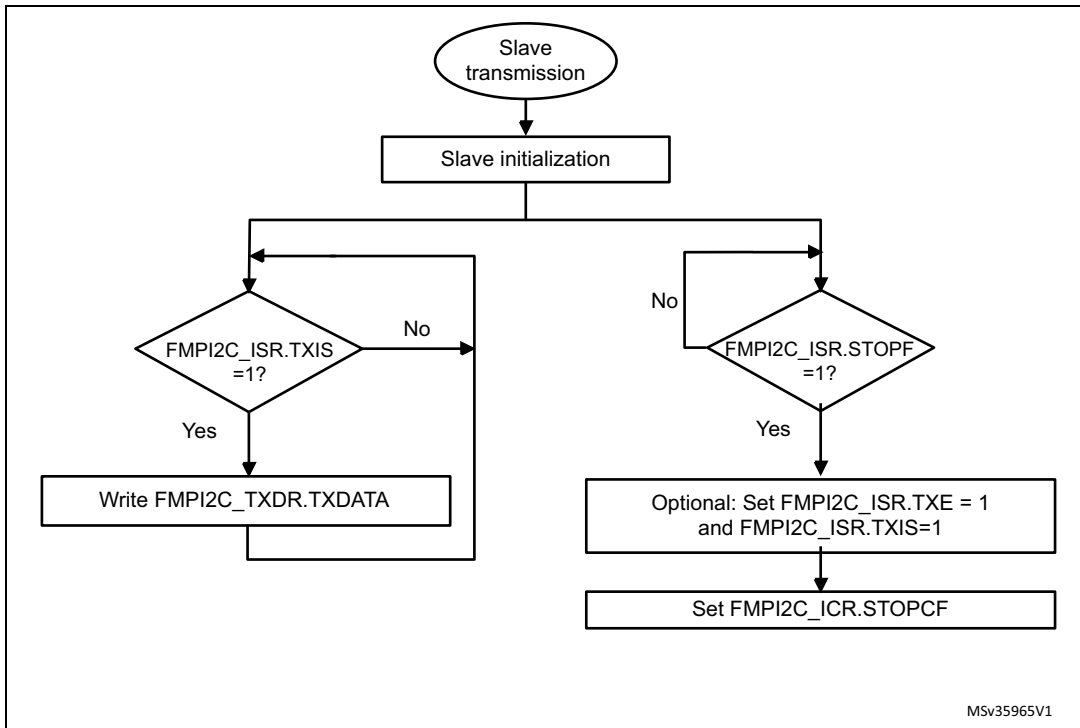 Slave
transmission
Slave initialization
No
FMPI2C_ISR.TXIS
=1?
Yes
Write FMPI2C_TXDR.TXDATA
No
FMPI2C_ISR.STOPF
=1?
Yes
Optional: Set FMPI2C_ISR.TXE = 1
and FMPI2C_ISR.TXIS=1
Set FMPI2C_ICR.STOPCF
MSv35965V1